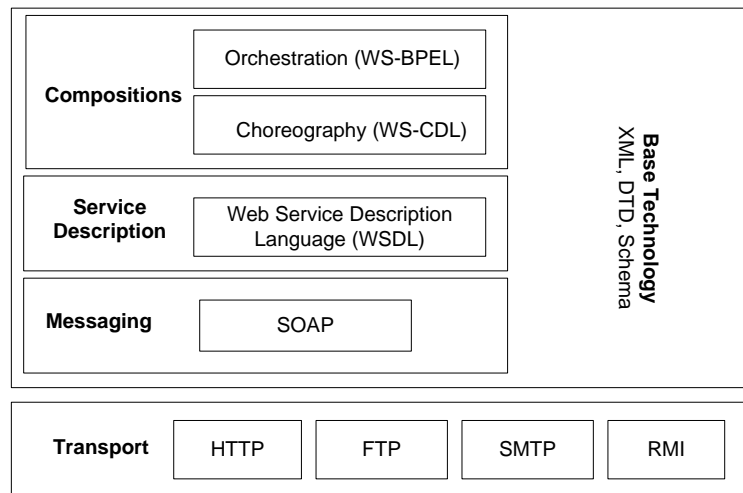 Compositions
Orchestration (WS-BPEL)
Choreography (WS-CDL)
Service
Description
Web Service Description
Language (WSDL)
Messaging
SOAP
Base Technology
XML, DTD, Schema
Transport
HTTP
FTP
SMTP
RMI